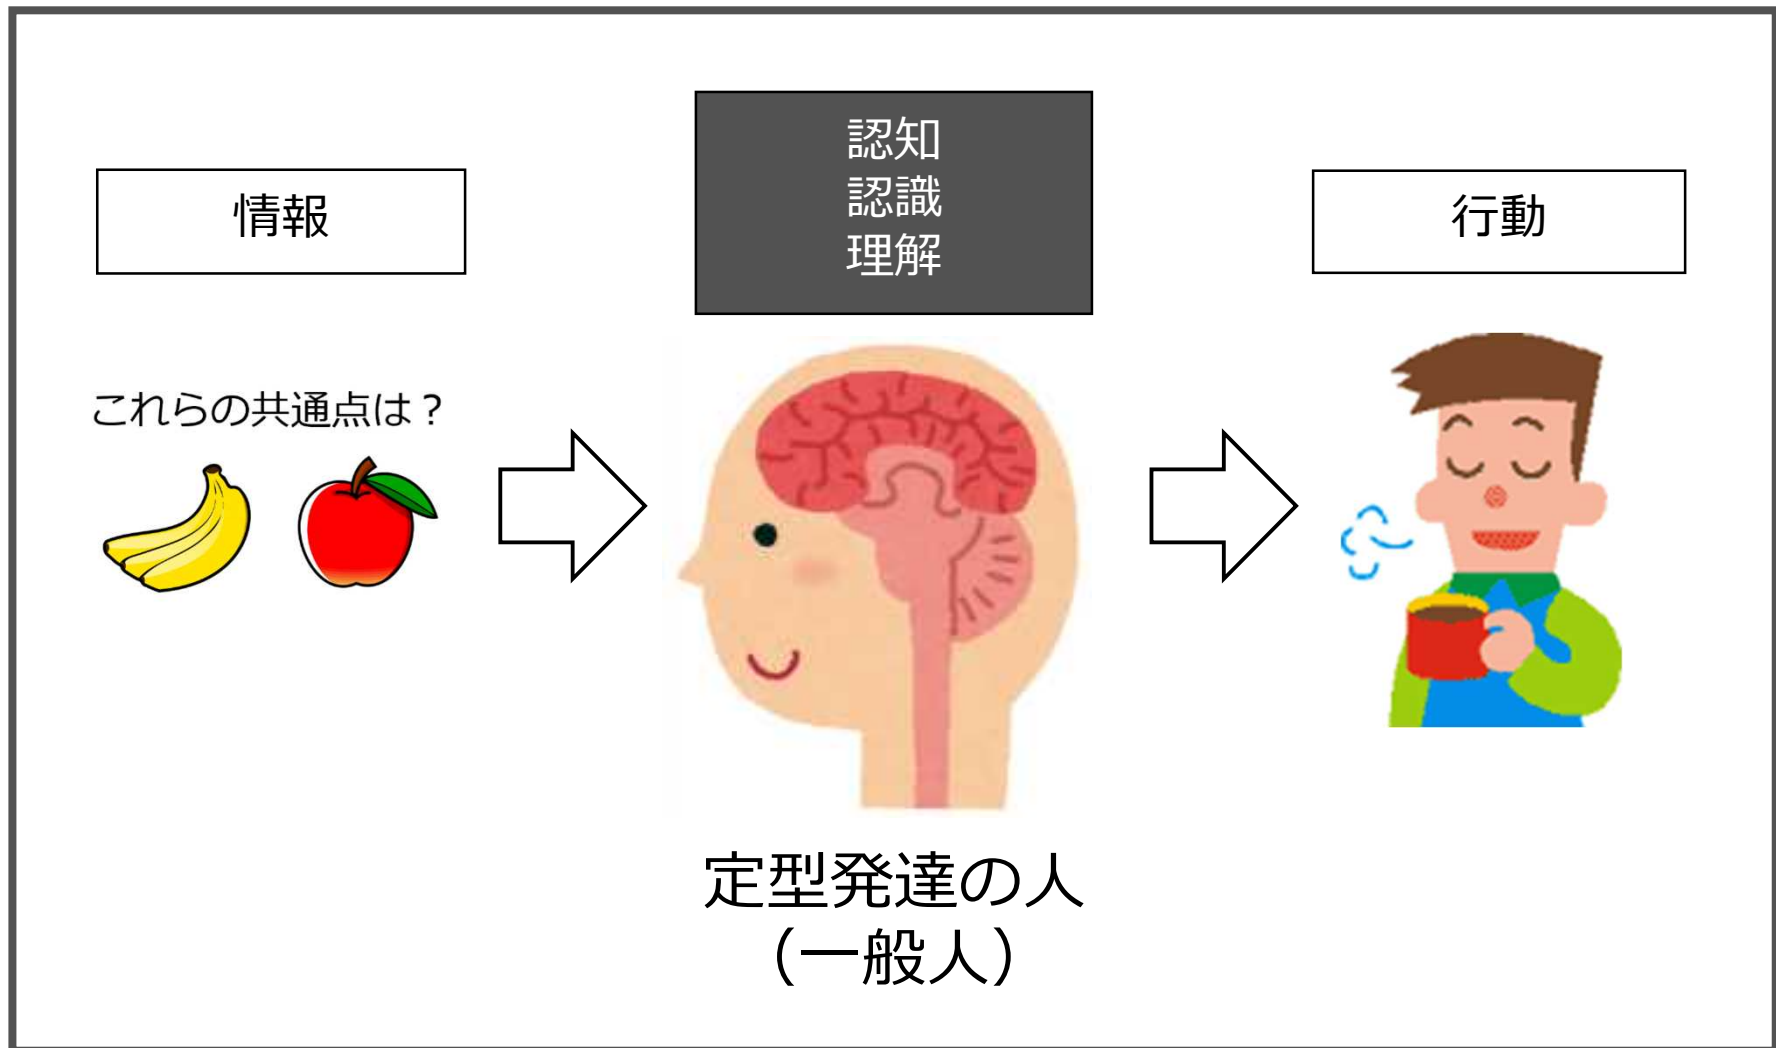 情報
認知
認識
理解
行動
これらの共通点は？
定型発達の人
（一般人）